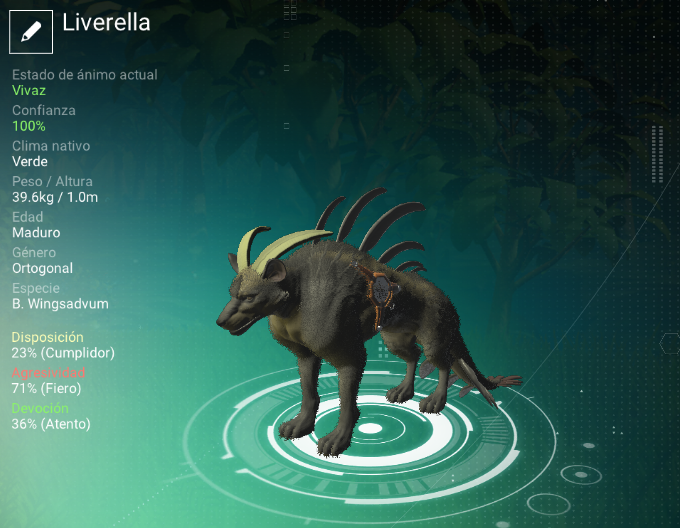 Liverella
Estado de ánimo actual
Vivaz
Confianza
100%
Clima nativo
Verde
Peso / Altura
39.6kg / 1.0m
Edad
Maduro
Género
Ortogonal
Especie
B. Wingsadvum
Disposición
23% (Cumplidor)
Agresividad
71% (Fiero)
Devoción
36% (Atento)